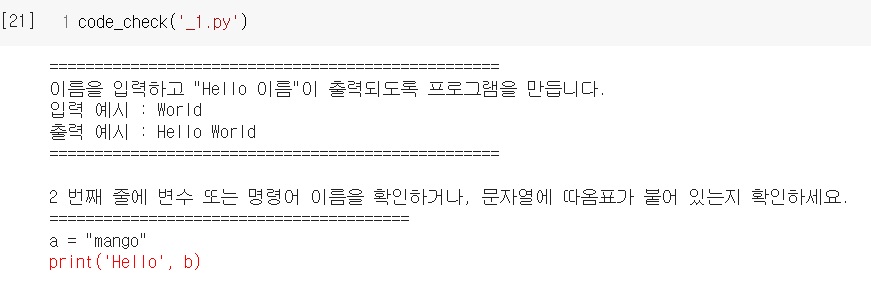 [21] 1 code_check('_1.py')
==================================================
이름을 입력하고 "Hello 이름"이 출력되도록 프로그램을 만듭니다.
입력 예시 : World
출력 예시 : Hello World
==================================================
2 번째 줄에 변수 또는 명령어 이름을 확인하거나, 문자열에 따옴표가 붙어 있는지 확인하세요.
========================================
a = "mango"
print('Hello', b)